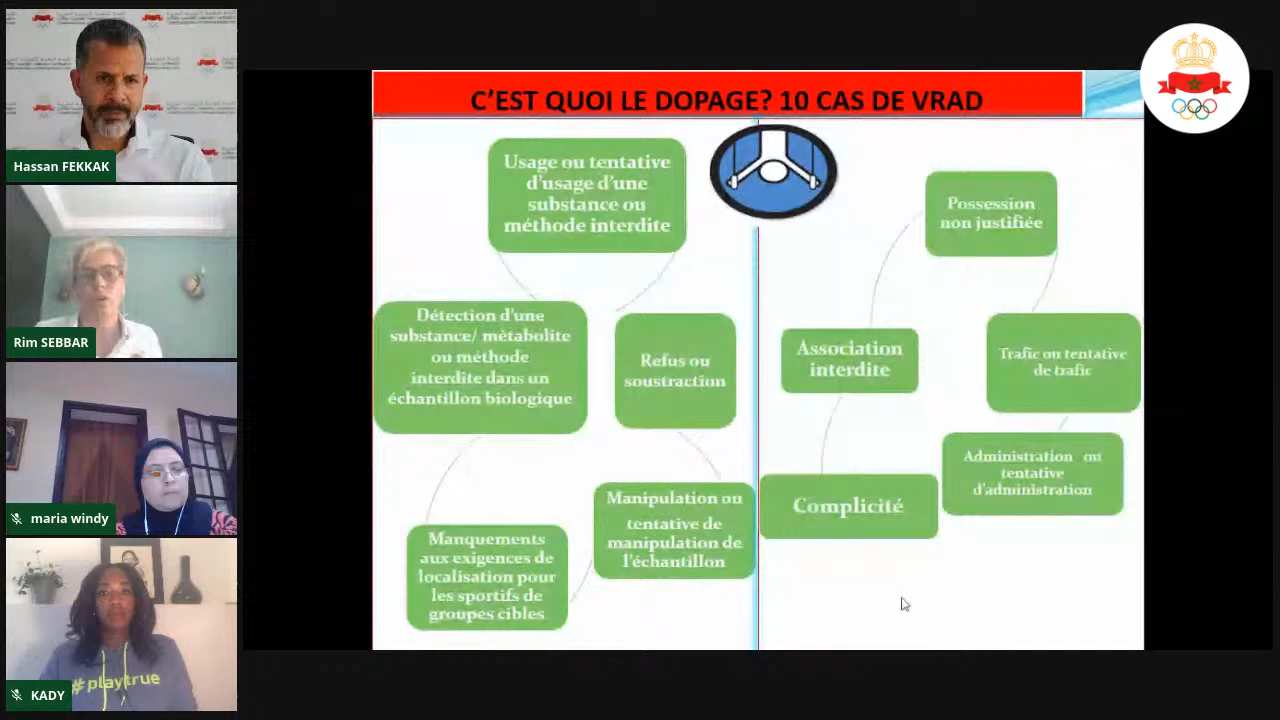 C'EST QUOI LE DOPAGE? 10 CAS DE VRAD
Usage ou tentative
d'usage d'une
substance ou
méthode interdite
Détection d'une
substance/ mètabolite
ou méthode
interdite dans un
échantillon biologique
Refus ou
soustraction
Manquements
aux exigences de
localisation pour
les sportifs de
groupes cibles
Manipulation ou
tentative de
manipulation de
l'échantillon
Possession
non justifiée
Association
interdite
Trafic ou tentative
de trafic
Administration ou
tentative
d'administration
Complicité
Hassan FEKKAK
Rim SEBBAR
maria windy
#playtrue
KADY